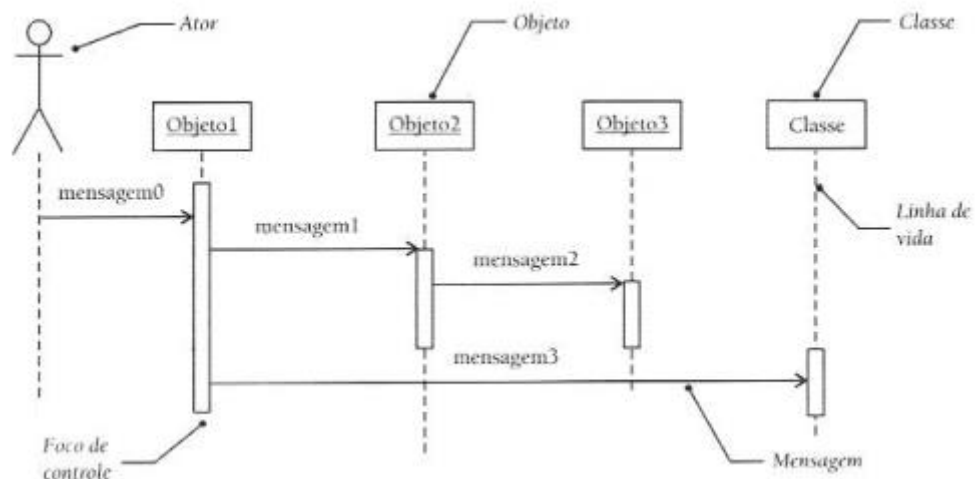 Ator
Objeto
Classe
Objeto1
Objeto2
Objeto3
Classe
mensagem0
mensagem1
mensagem2
mensagem3
Linha de
vida
Foco de
controle
Mensagem